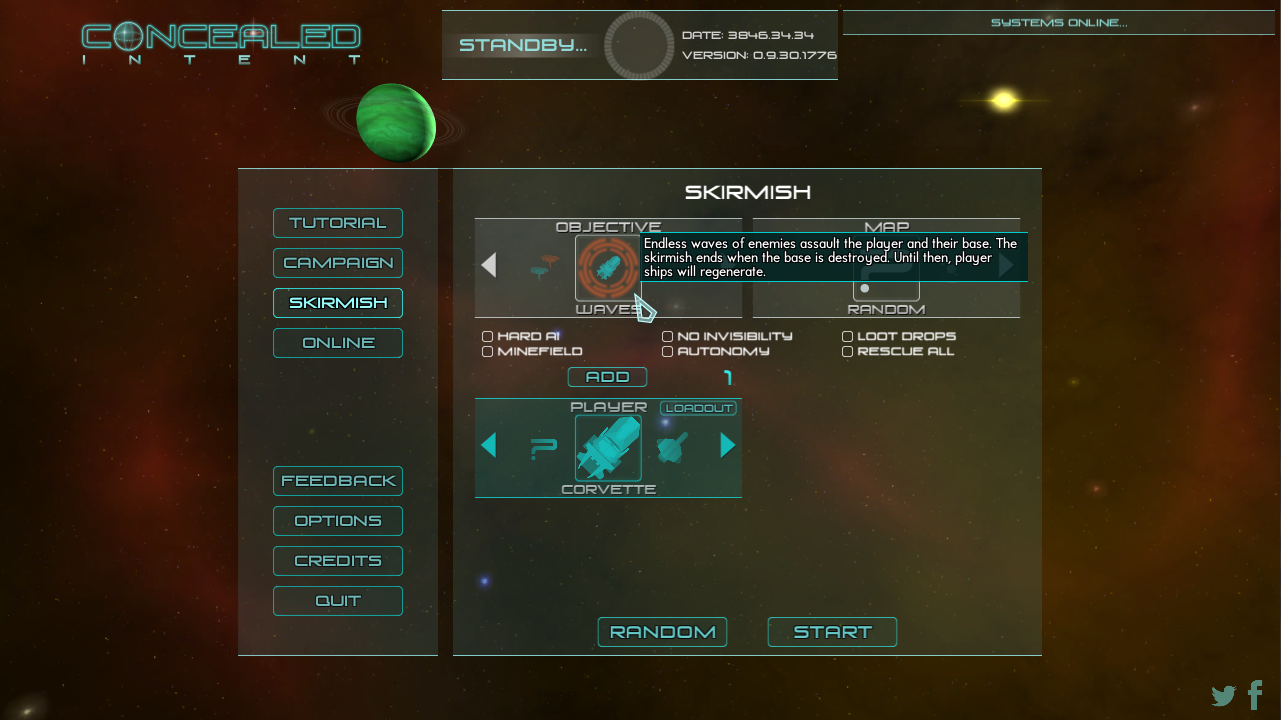 CONCEALED
INTENT
STANDBY...
DATE: 3846.34.34
VERSION: 0.9.30.1776
SYSTEMS ONLINE...
TUTORIAL
CAMPAIGN
SKIRMISH
ONLINE
FEEDBACK
OPTIONS
CREDITS
QUIT
SKIRMISH
OBJECTIVE
WAVES
MAP
RANDOM
Endless waves of enemies assault the player and their base. The
skirmish ends when the base is destroyed. Until then, player
ships will regenerate.
HARD AI
NO INVISIBILITY
LOOT DROPS
MINEFIELD
AUTONOMY
RESCUE ALL
ADD
1
PLAYER
LOADOUT
?
CORVETTE
RANDOM
START